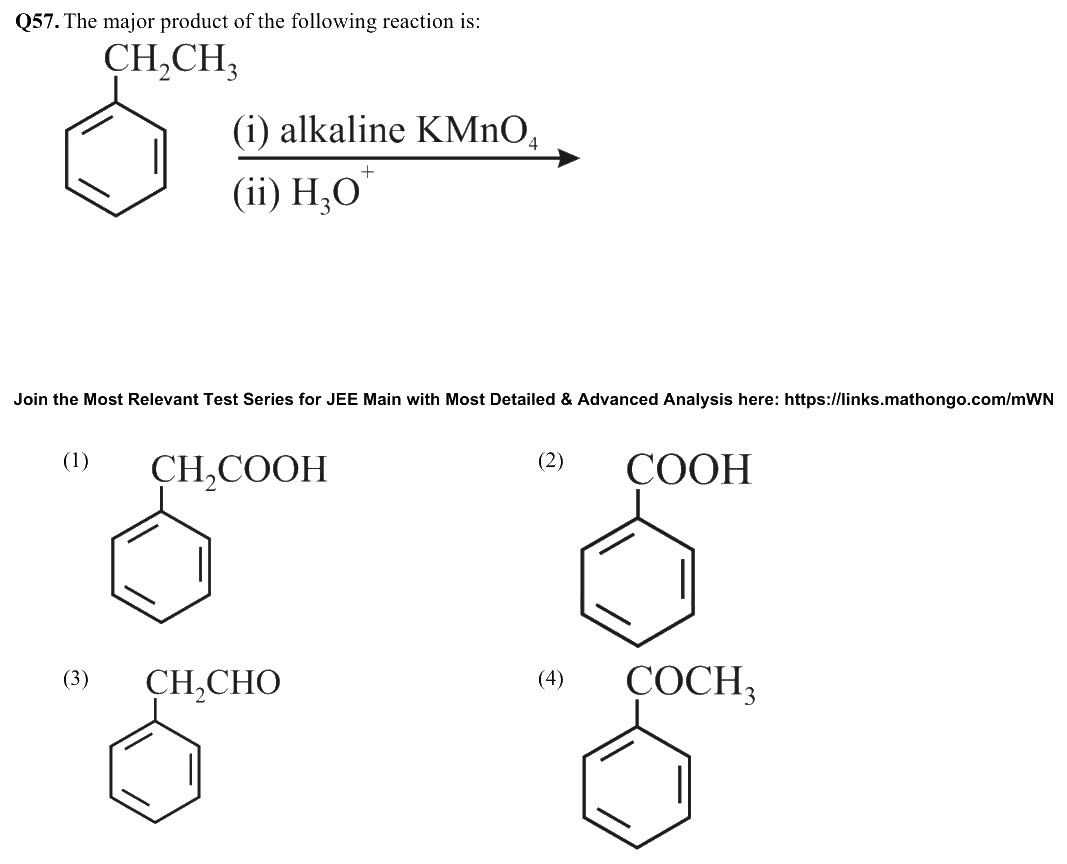 Q57. The major product of the following reaction is:
CH₂CH₃
(i) alkaline KMnO₄
(ii) H₃O⁺
Join the Most Relevant Test Series for JEE Main with Most Detailed & Advanced Analysis here: https://links.mathongo.com/mWN
(1) CH₂COOH (2) COOH
(3) CH₂CHO (4) COCH₃